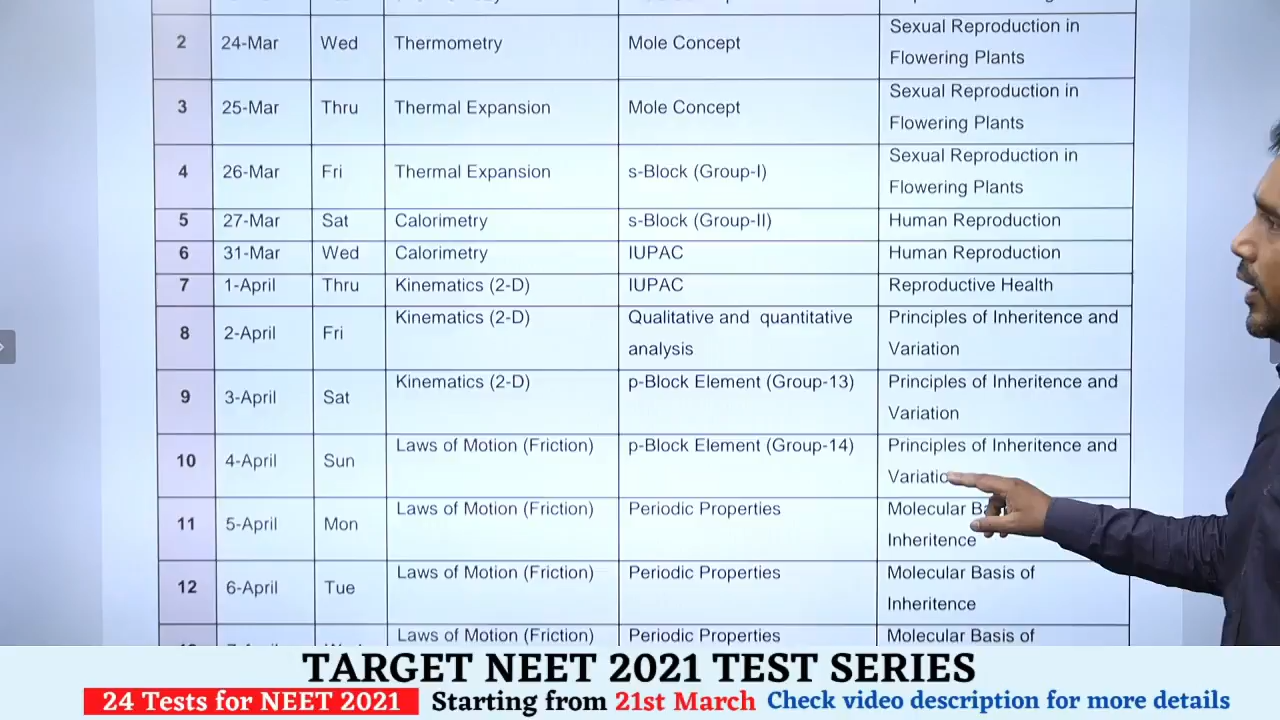 2 24-Mar Wed Thermometry Mole Concept Sexual Reproduction in
Flowering Plants
3 25-Mar Thru Thermal Expansion Mole Concept Sexual Reproduction in
Flowering Plants
4 26-Mar Fri Thermal Expansion s-Block (Group-I) Sexual Reproduction in
Flowering Plants
5 27-Mar Sat Calorimetry s-Block (Group-II) Human Reproduction
6 31-Mar Wed Calorimetry IUPAC Human Reproduction
7 1-April Thru Kinematics (2-D) IUPAC Reproductive Health
8 2-April Fri Kinematics (2-D) Qualitative and quantitative Principles of Inheritence and
analysis Variation
9 3-April Sat Kinematics (2-D) p-Block Element (Group-13) Principles of Inheritence and
Variation
10 4-April Sun Laws of Motion (Friction) p-Block Element (Group-14) Principles of Inheritence and
11 5-April Mon Laws of Motion (Friction) Periodic Properties Molecular
Inheritence
12 6-April Tue Laws of Motion (Friction) Periodic Properties Molecular Basis of
Inheritence
Laws of Motion (Friction) Periodic Properties Molecular Basis of
TARGET NEET 2021 TEST SERIES
24 Tests for NEET 2021 Starting from 21st March Check video description for more details